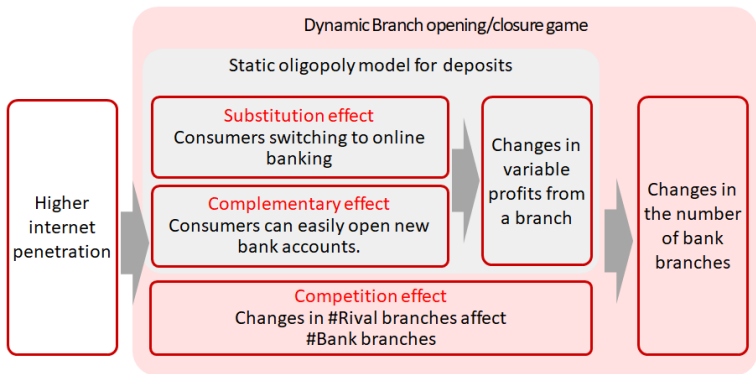 Dynamic Branch opening/closure game
Static oligopoly model for deposits
Higher
internet
penetration
Substitution effect
Consumers switching to online
banking
Complementary effect
Consumers can easily open new
bank accounts.
Changes in
variable
profits from
a branch
Competition effect
Changes in #Rival branches affect
#Bank branches
Changes in
the number
of bank
branches